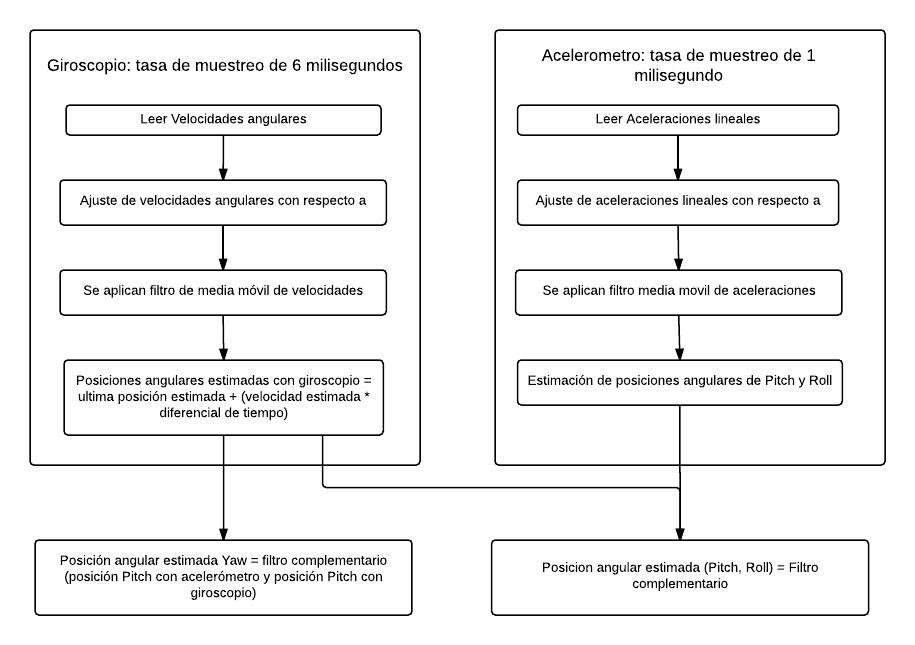 Giroscopio: tasa de muestreo de 6 milisegundos
Leer Velocidades angulares
Ajuste de velocidades angulares con respecto a
Se aplican filtro de media móvil de velocidades
Posiciones angulares estimadas con giroscopio =
ultima posición estimada + (velocidad estimada *
diferencial de tiempo)
Posición angular estimada Yaw = filtro complementario
(posición Pitch con acelerómetro y posición Pitch con
giroscopio)
Acelerometro: tasa de muestreo de 1
milisegundo
Leer Aceleraciones lineales
Ajuste de aceleraciones lineales con respecto a
Se aplican filtro media movil de aceleraciones
Estimación de posiciones angulares de Pitch y Roll
Posicion angular estimada (Pitch, Roll) = Filtro
complementario